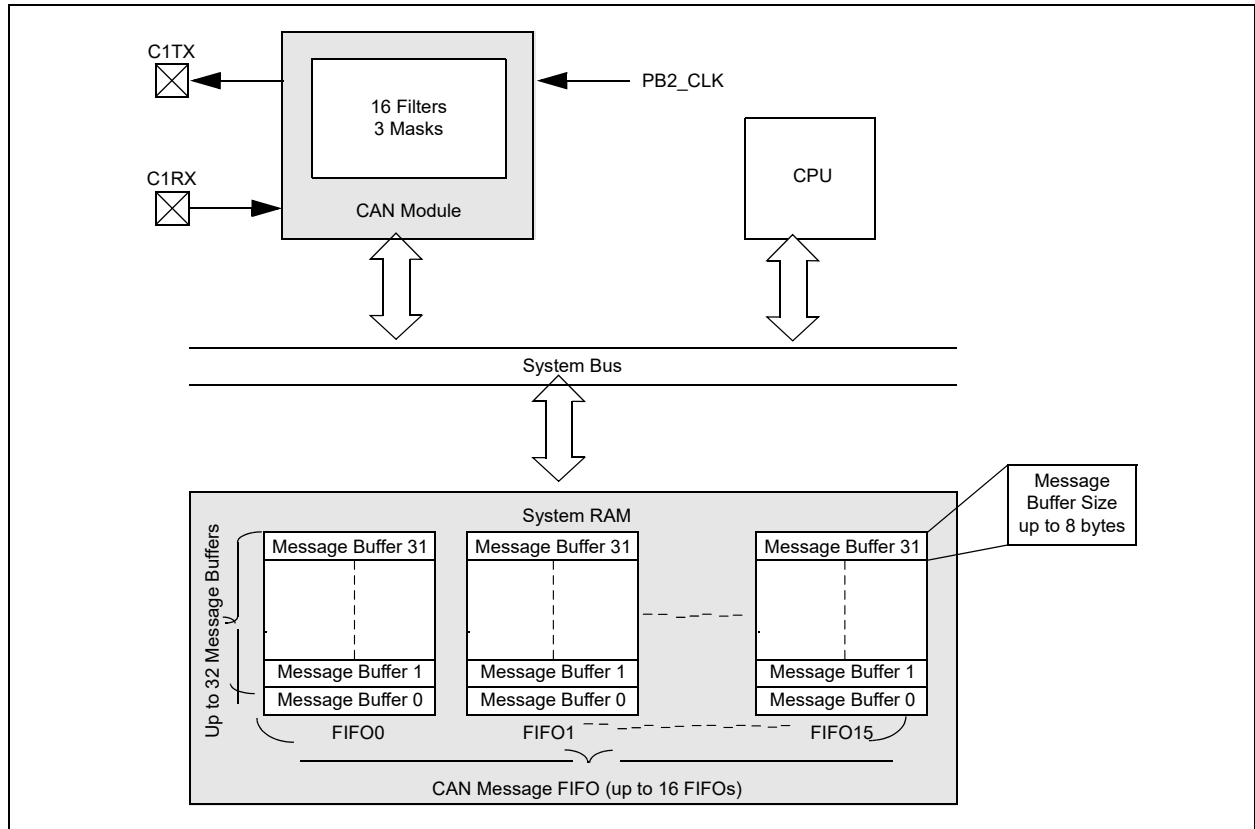 C1TX
PB2_CLK
16 Filters
3 Masks
C1RX
CPU
CAN Module
System Bus
Message
Buffer Size
up to 8 bytes
System RAM
Up to 32 Message Buffers
Message Buffer 31
Message Buffer 31
Message Buffer 31
Message Buffer 1
Message Buffer 1
Message Buffer 1
Message Buffer 0
Message Buffer 0
Message Buffer 0
FIFO0
FIFO1
FIFO15
CAN Message FIFO (up to 16 FIFOs)